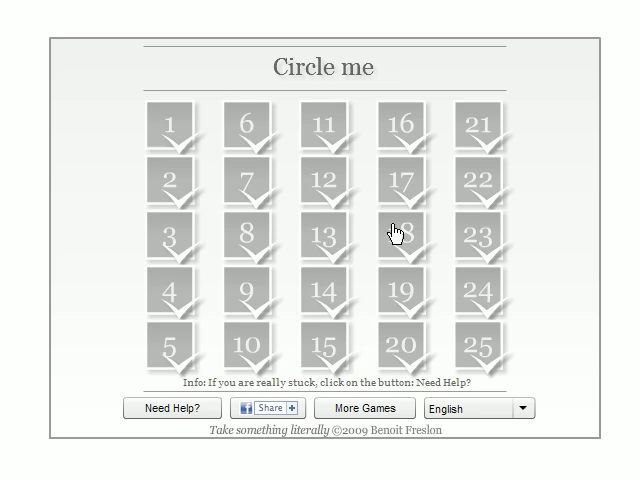 Circle me
1 6 11 16 21
2 7 12 17 22
3 8 13 8 23
4 9 14 19 24
5 10 15 20 25
Info: If you are really stuck, click on the button: Need Help?
Need Help? Share + More Games English
Take something literally ©2009 Benoit Freslon